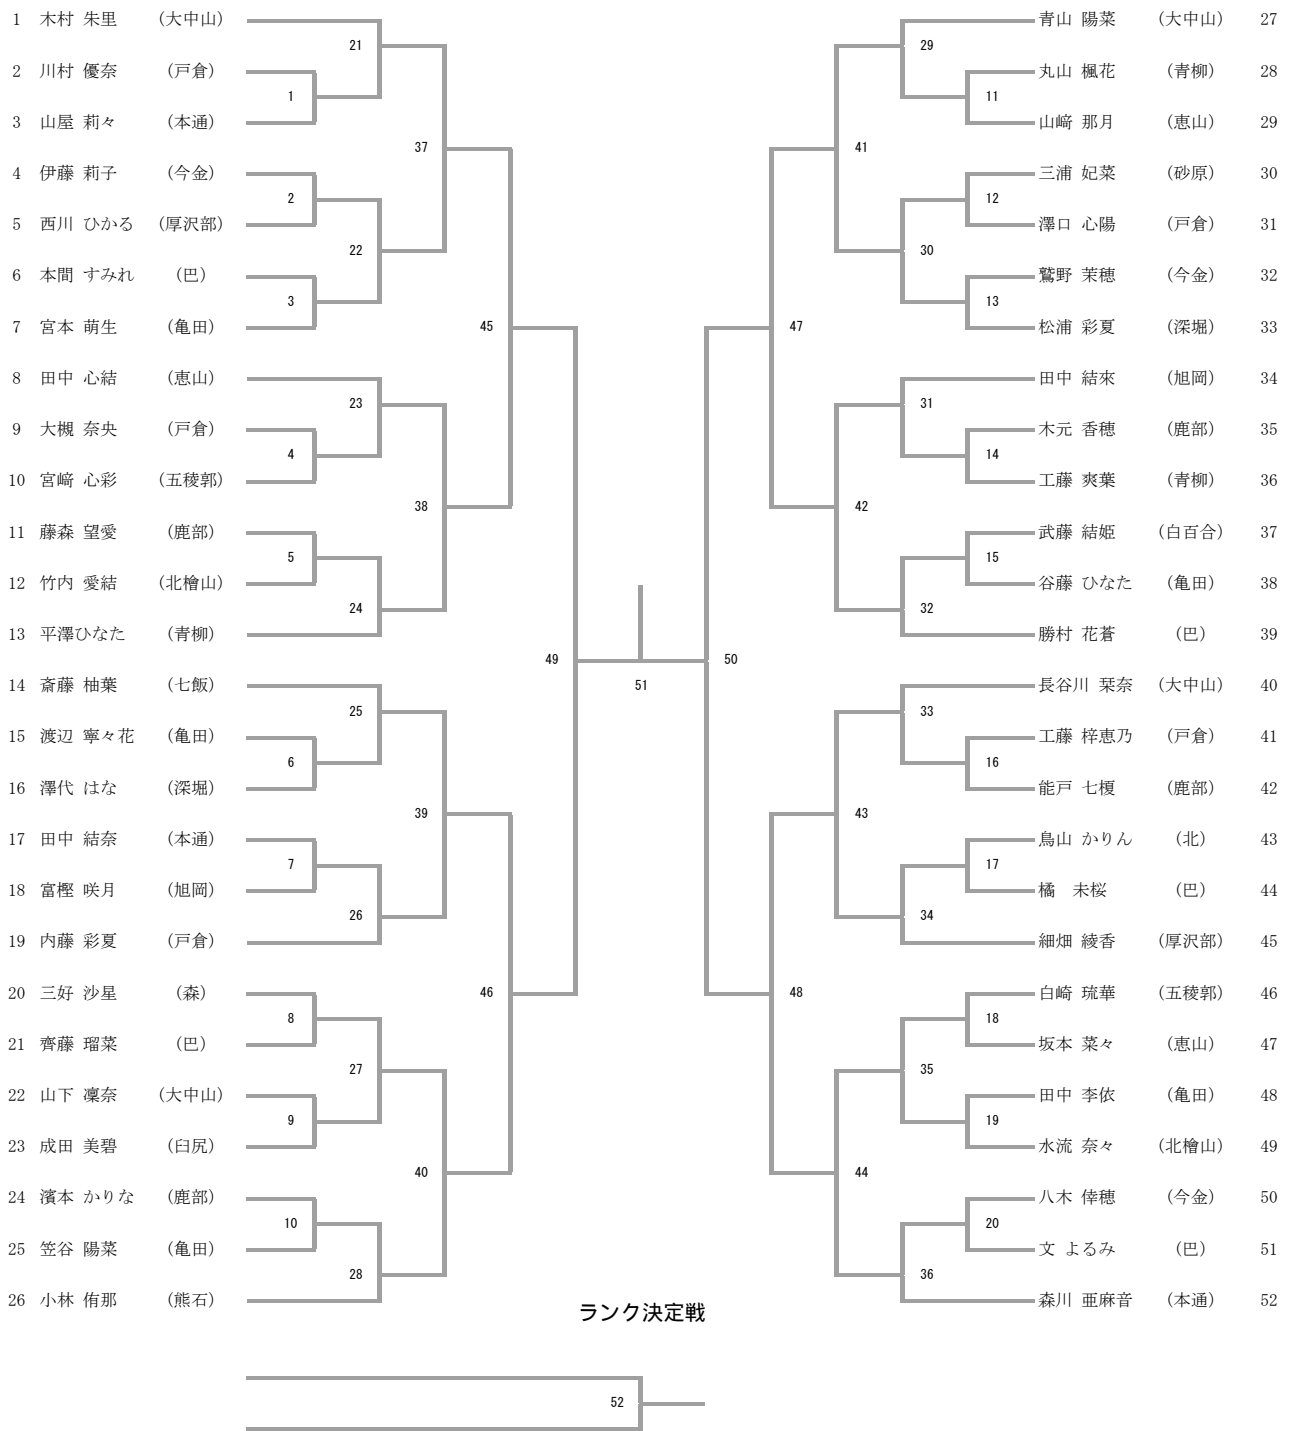 1 木村 朱里 （大中山）
21
2 川村 優奈 （戸倉）
1
3 山屋 莉々 （本通）
37
4 伊藤 莉子 （今金）
2
5 西川 ひかる （厚沢部）
22
6 本間 すみれ （巴）
3
7 宮本 萌生 （亀田）
45
8 田中 心結 （恵山）
23
9 大槻 奈央 （戸倉）
4
10 宮﨑 心彩 （五稜郭）
38
11 藤森 望愛 （鹿部）
5
12 竹内 愛結 （北檜山）
24
13 平澤ひなた （青柳）
49
14 斎藤 柚葉 （七飯）
25
15 渡辺 寧々花 （亀田）
6
16 澤代 はな （深堀）
39
17 田中 結奈 （本通）
7
18 富樫 咲月 （旭岡）
26
19 内藤 彩夏 （戸倉）
46
20 三好 沙星 （森）
8
21 齊藤 瑠菜 （巴）
27
22 山下 凜奈 （大中山）
9
23 成田 美碧 （臼尻）
40
24 濱本 かりな （鹿部）
10
25 笠谷 陽菜 （亀田）
28
26 小林 侑那 （熊石）
51
青山 陽菜 （大中山） 27
29
丸山 楓花 （青柳） 28
11
山﨑 那月 （恵山） 29
41
三浦 妃菜 （砂原） 30
12
澤口 心陽 （戸倉） 31
30
鷲野 茉穂 （今金） 32
13
松浦 彩夏 （深堀） 33
47
田中 結來 （旭岡） 34
31
木元 香穂 （鹿部） 35
14
工藤 爽葉 （青柳） 36
42
武藤 結姫 （白百合） 37
15
谷藤 ひなた （亀田） 38
32
勝村 花蒼 （巴） 39
50
長谷川 栞奈 （大中山） 40
33
工藤 梓恵乃 （戸倉） 41
16
能戸 七榎 （鹿部） 42
43
鳥山 かりん （北） 43
17
橘 未桜 （巴） 44
34
細畑 綾香 （厚沢部） 45
48
白崎 琉華 （五稜郭） 46
18
坂本 菜々 （恵山） 47
35
田中 李依 （亀田） 48
19
水流 奈々 （北檜山） 49
44
八木 倖穂 （今金） 50
20
文 よるみ （巴） 51
36
森川 亜麻音 （本通） 52
ランク決定戦
52